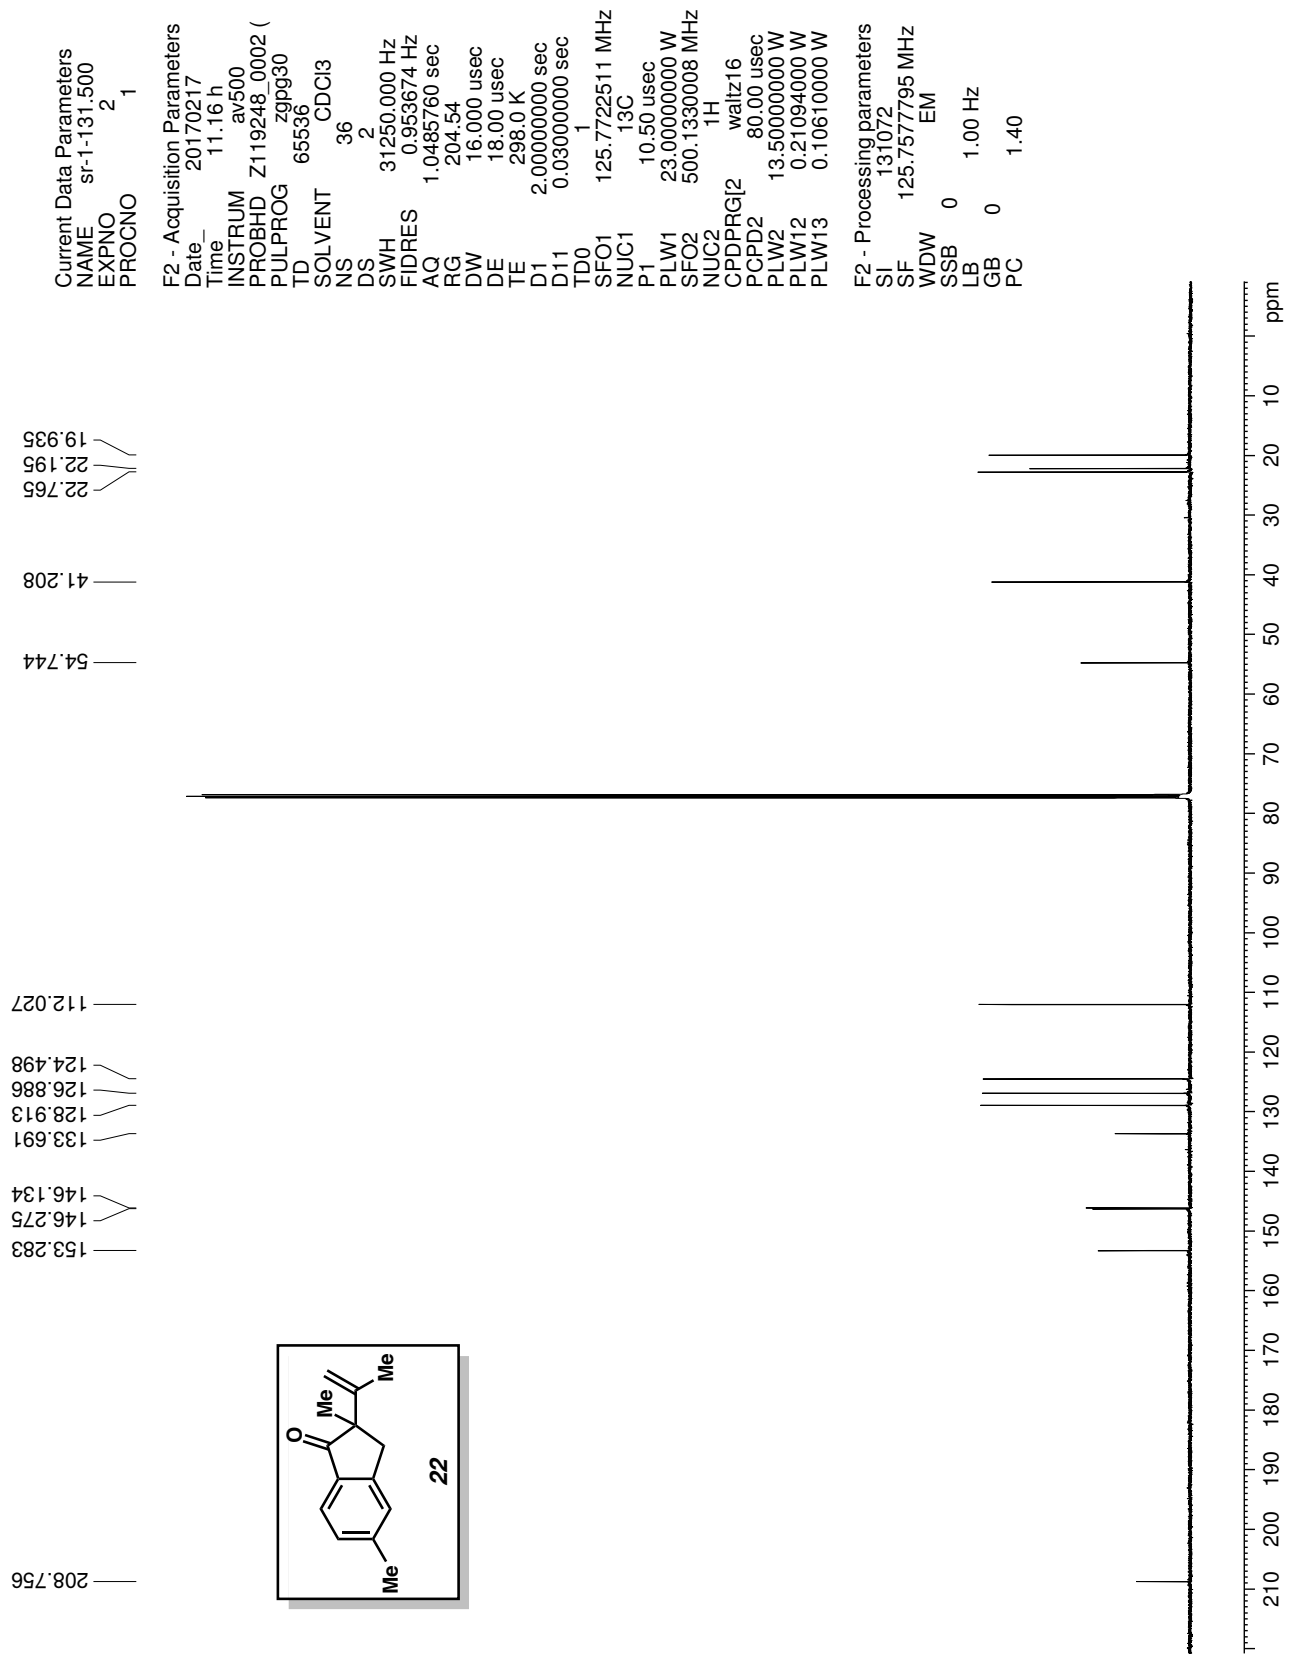 Current Data Parameters
NAME sr-1-131.500
EXPNO 2
PROCNO 1
F2 - Acquisition Parameters
Date_ 20170217
Time 11.16 h
INSTRUM av500
PROBHD Z119248_0002 (
PULPROG zgpg30
TD 65536
SOLVENT CDCl3
NS 36
DS 2
SWH 31250.000 Hz
FIDRES 0.953674 Hz
AQ 1.0485760 sec
RG 204.54
DW 16.000 usec
DE 18.00 usec
TE 298.0 K
D1 2.00000000 sec
D11 0.03000000 sec
TD0 1
SFO1 125.7722511 MHz
NUC1 13C
P1 10.50 usec
PLW1 23.00000000 W
SFO2 500.1330008 MHz
NUC2 1H
CPDPRG[2 waltz16
PCPD2 80.00 usec
PLW2 13.50000000 W
PLW12 0.21094000 W
PLW13 0.10610000 W
F2 - Processing parameters
SI 131072
SF 125.7577795 MHz
WDW EM
SSB 0
LB 1.00 Hz
GB 0
PC 1.40
208.756
153.283
146.275
146.134
133.691
128.913
126.886
124.498
112.027
54.744
41.208
22.765
22.195
19.935
O
Me
Me
Me
22
210 200 190 180 170 160 150 140 130 120 110 100 90 80 70 60 50 40 30 20 10 ppm